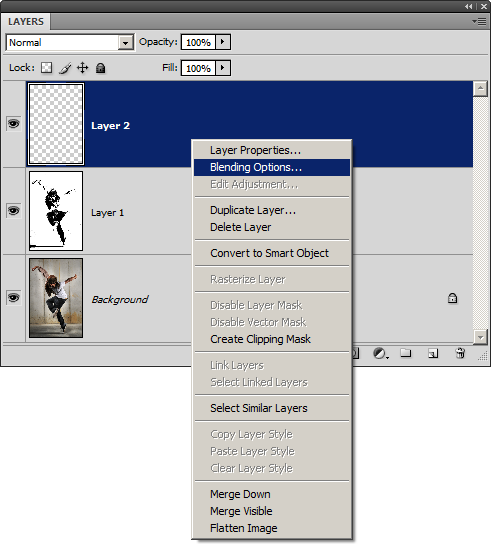 LAYERS
Normal Opacity: 100%
Lock: Fill: 100%
Layer 2
Layer Properties...
Blending Options...
Edit Adjustment...
Duplicate Layer...
Delete Layer
Layer 1
Convert to Smart Object
Rasterize Layer
Background
Disable Layer Mask
Disable Vector Mask
Create Clipping Mask
Link Layers
Select Linked Layers
Select Similar Layers
Copy Layer Style
Paste Layer Style
Clear Layer Style
Merge Down
Merge Visible
Flatten Image